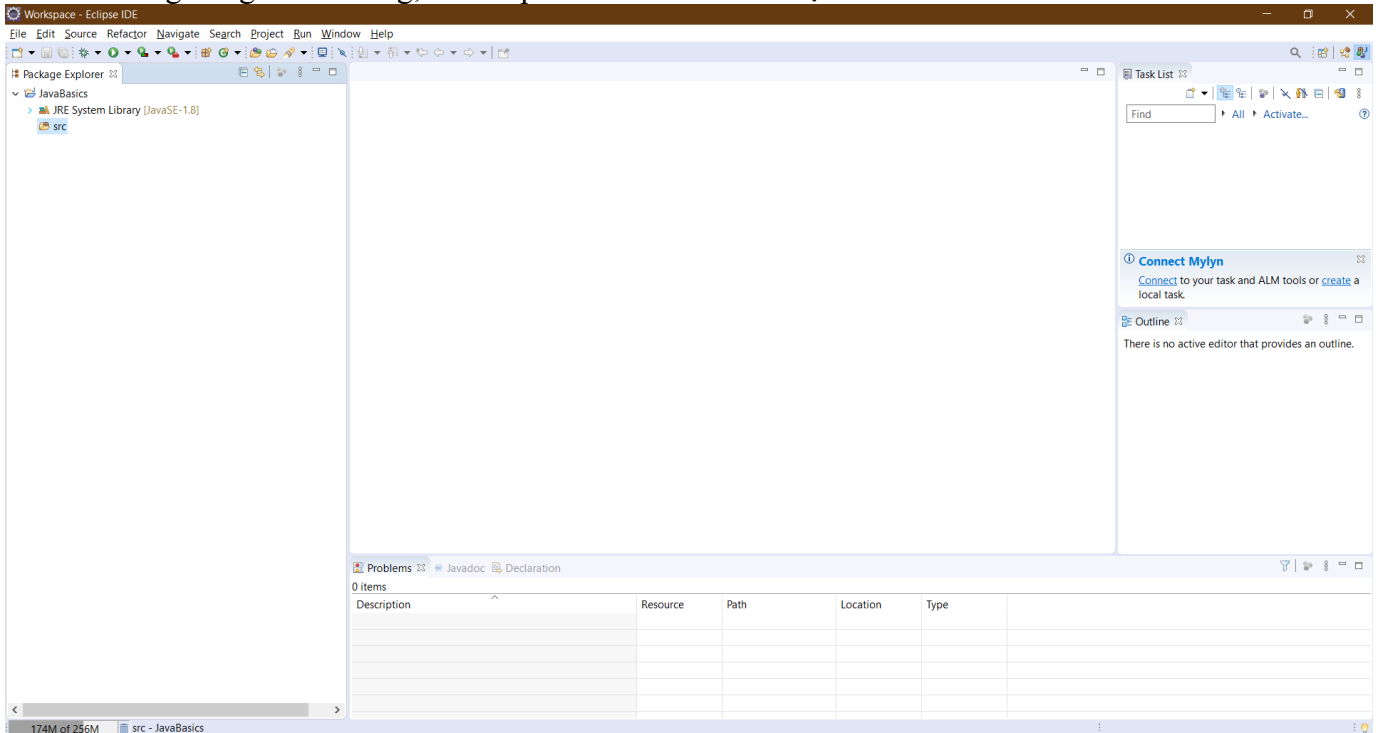 Workspace - Eclipse IDE
File Edit Source Refactor Navigate Search Project Run Window Help
Package Explorer
JavaBasics
JRE System Library [JavaSE-1.8]
src
Task List
Find All Activate...
Connect Mylyn
Connect to your task and ALM tools or create a
local task.
Outline
There is no active editor that provides an outline.
Problems Javadoc Declaration
0 items
Description Resource Path Location Type
174M of 256M src - JavaBasics